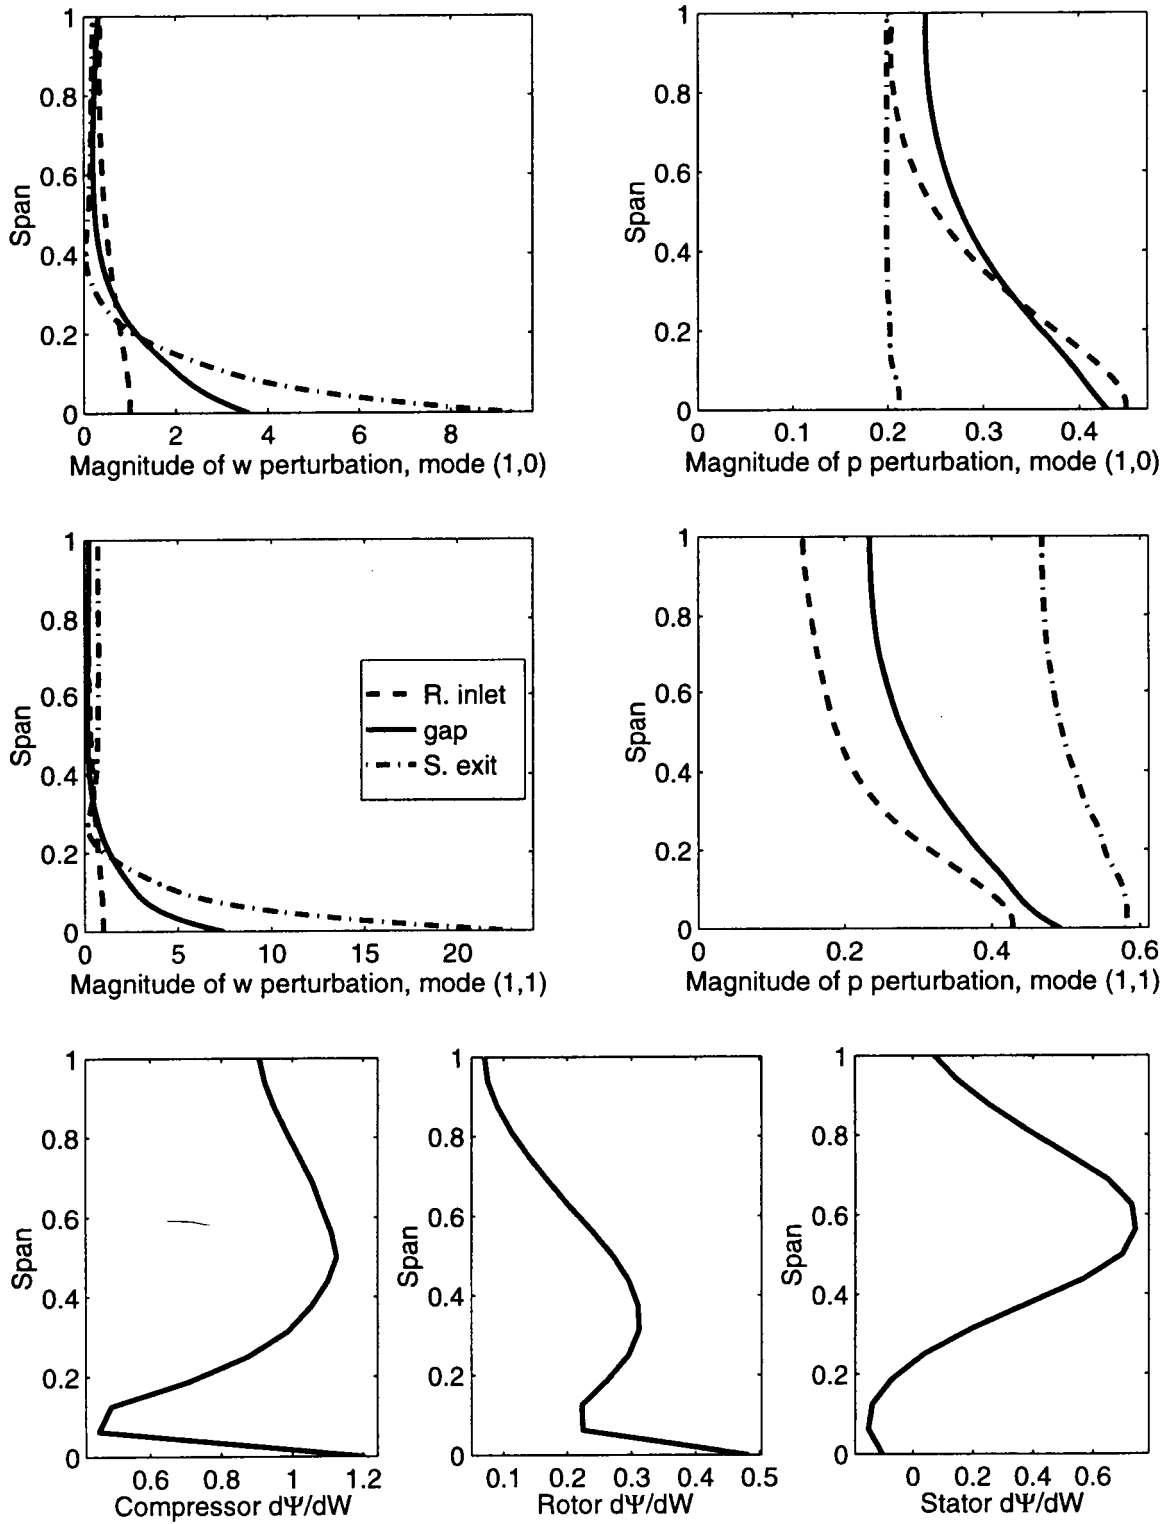 1
0.8
0.6
0.4
0.2
0
Span
0 2 4 6 8
Magnitude of w perturbation, mode (1,0)
1
0.8
0.6
0.4
0.2
0
Span
0 0.1 0.2 0.3 0.4
Magnitude of p perturbation, mode (1,0)
1
0.8
0.6
0.4
0.2
0
Span
R. inlet
gap
S. exit
0 5 10 15 20
Magnitude of w perturbation, mode (1,1)
1
0.8
0.6
0.4
0.2
0
Span
0 0.2 0.4 0.6
Magnitude of p perturbation, mode (1,1)
1
0.8
0.6
0.4
0.2
0
Span
0.6 0.8 1 1.2
Compressor dΨ/dW
1
0.8
0.6
0.4
0.2
0
Span
0.1 0.2 0.3 0.4 0.5
Rotor dΨ/dW
1
0.8
0.6
0.4
0.2
0
Span
0 0.2 0.4 0.6
Stator dΨ/dW